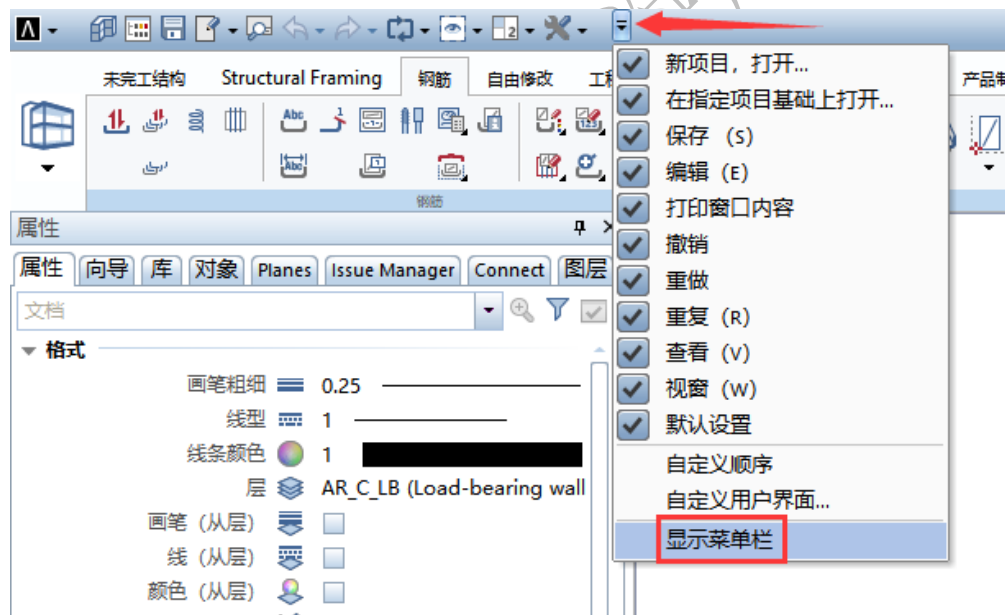 未完工结构 Structural Framing 钢筋 自由修改
钢筋
属性
属性 向导 库 对象 Planes Issue Manager Connect 图层
文档
格式
画笔粗细 0.25
线型 1
线条颜色 1
层 AR_C_LB (Load-bearing wall
画笔 (从层)
线 (从层)
颜色 (从层)
新项目，打开...
在指定项目基础上打开...
保存 (S)
编辑 (E)
打印窗口内容
撤销
重做
重复 (R)
查看 (V)
视窗 (W)
默认设置
自定义顺序
自定义用户界面...
显示菜单栏
产品制